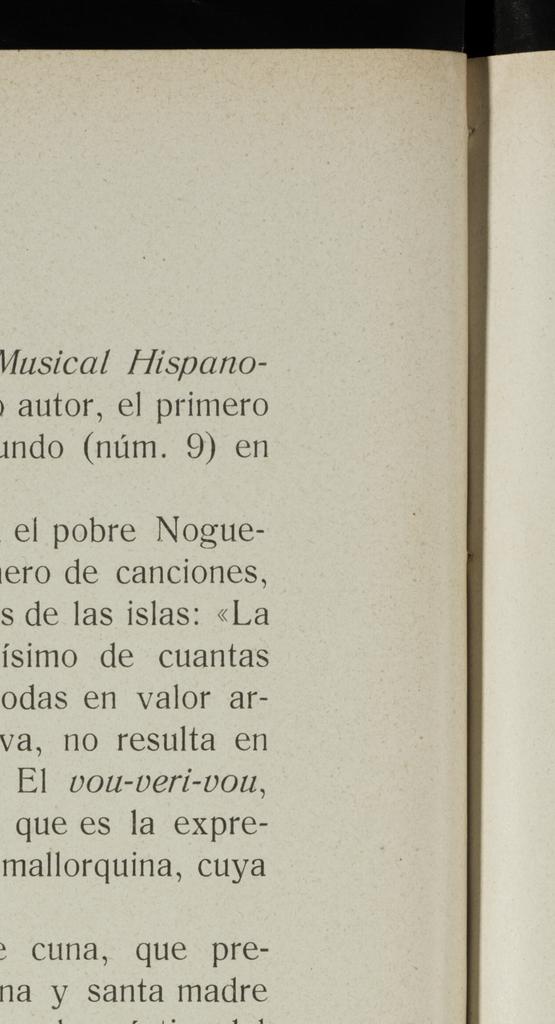 Musical Hispano-
autor, el primero
undo (núm. 9) en
el pobre Nogue-
nero de canciones,
s de las islas: «La
ísimo de cuantas
odas en valor ar-
va, no resulta en
El vou-veri-vou,
que es la expre-
mallorquina, cuya
e cuna, que pre-
na y santa madre